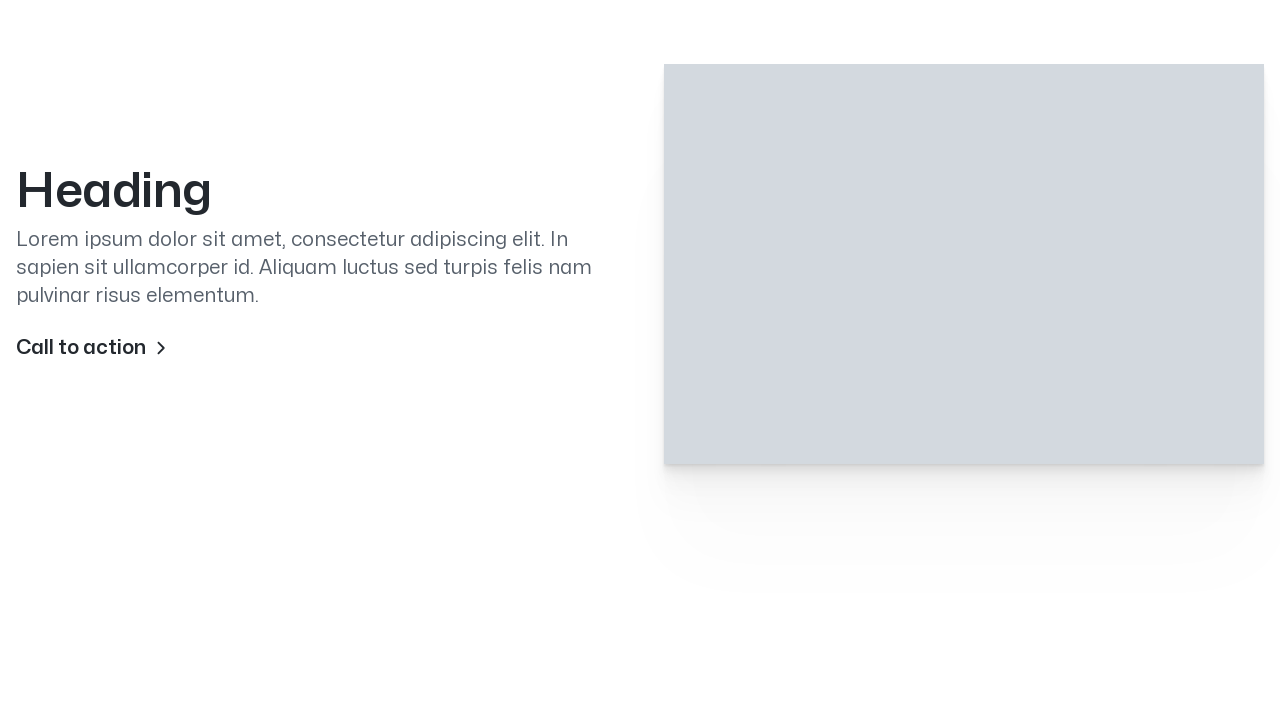 Heading
Lorem ipsum dolor sit amet, consectetur adipiscing elit. In
sapien sit ullamcorper id. Aliquam luctus sed turpis felis nam
pulvinar risus elementum.
Call to action